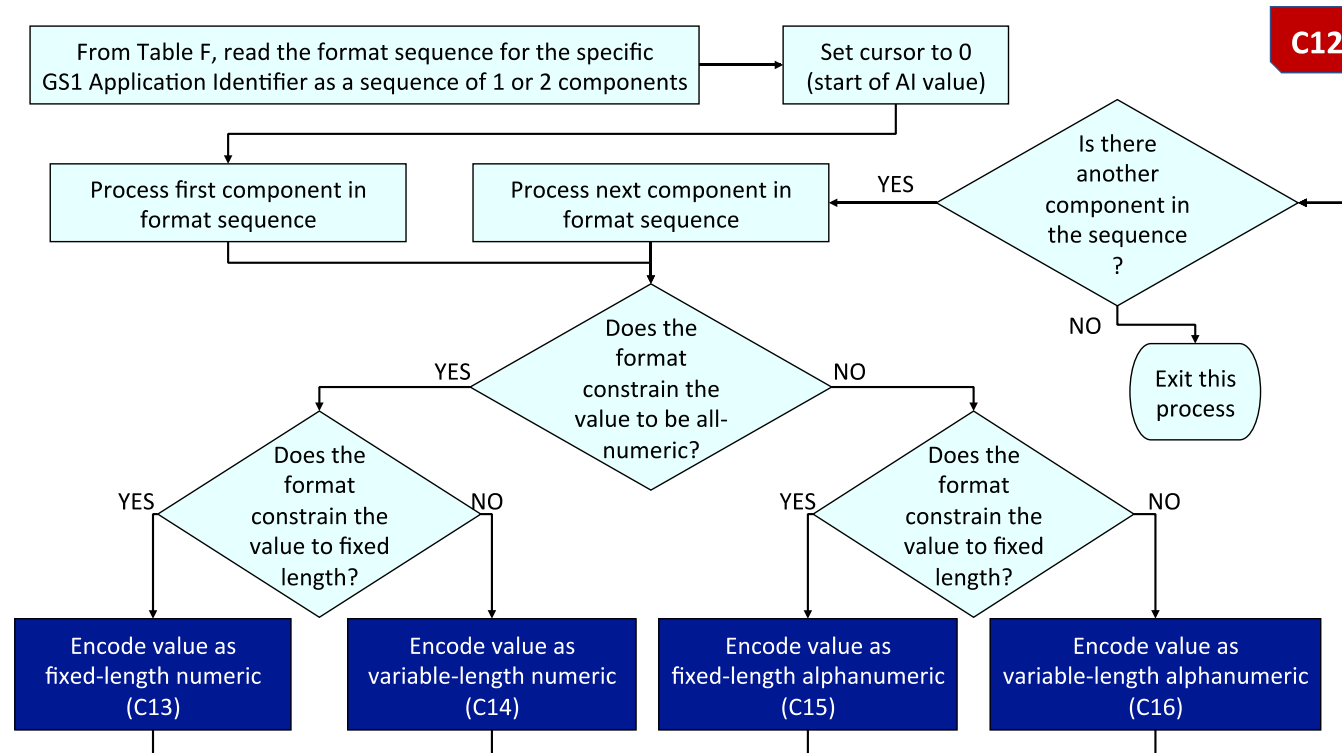 From Table F, read the format sequence for the specific
GS1 Application Identifier as a sequence of 1 or 2 components
Set cursor to 0
(start of AI value)
C12
Process first component in
format sequence
Process next component in
format sequence
YES
Is there
another
component in
the sequence
?
NO
Exit this
process
Does the
format
constrain the
value to be all-
numeric?
YES
NO
Does the
format
constrain the
value to fixed
length?
YES
NO
Does the
format
constrain the
value to fixed
length?
YES
NO
Encode value as
fixed-length numeric
(C13)
Encode value as
variable-length numeric
(C14)
Encode value as
fixed-length alphanumeric
(C15)
Encode value as
variable-length alphanumeric
(C16)